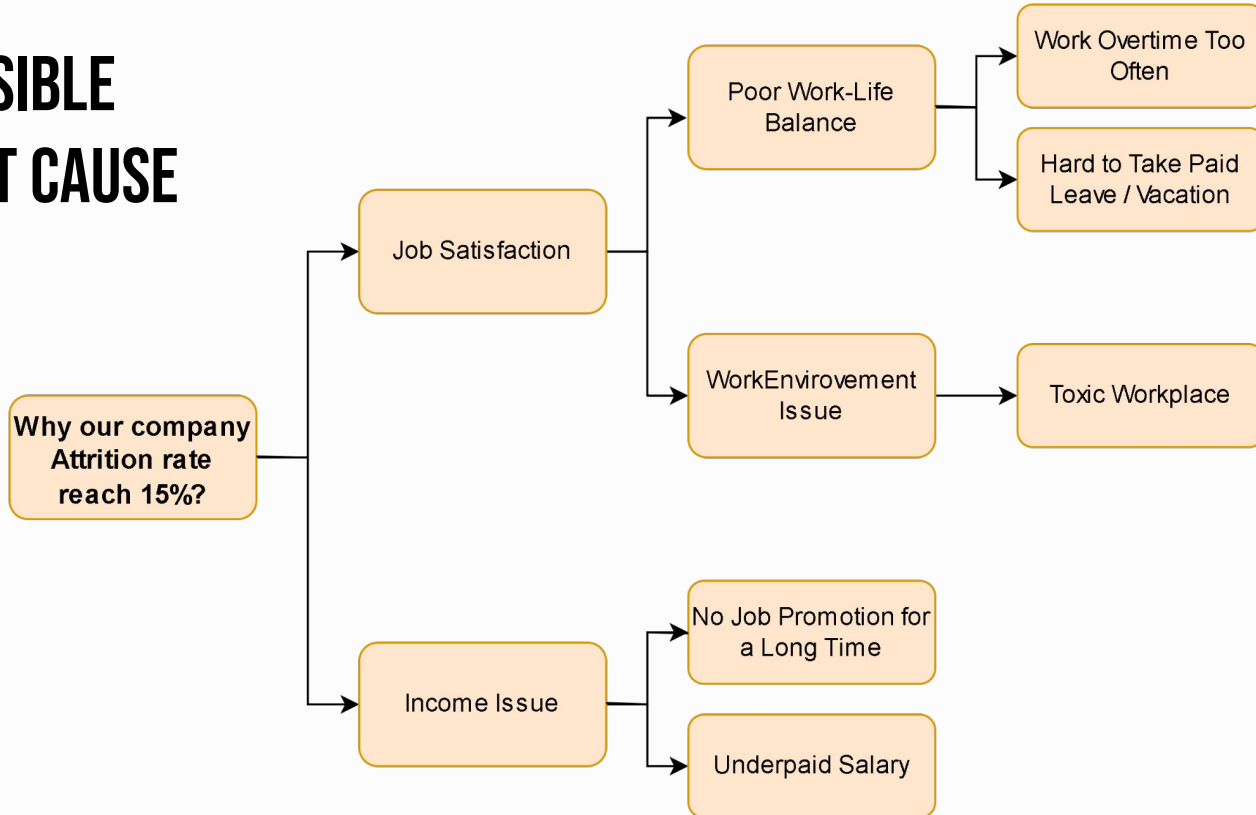 SIBLE
T CAUSE
Work Overtime Too
Often
Poor Work-Life
Balance
Hard to Take Paid
Leave / Vacation
Job Satisfaction
WorkEnvirovement
Issue
Toxic Workplace
Why our company
Attrition rate
reach 15%?
No Job Promotion for
a Long Time
Income Issue
Underpaid Salary